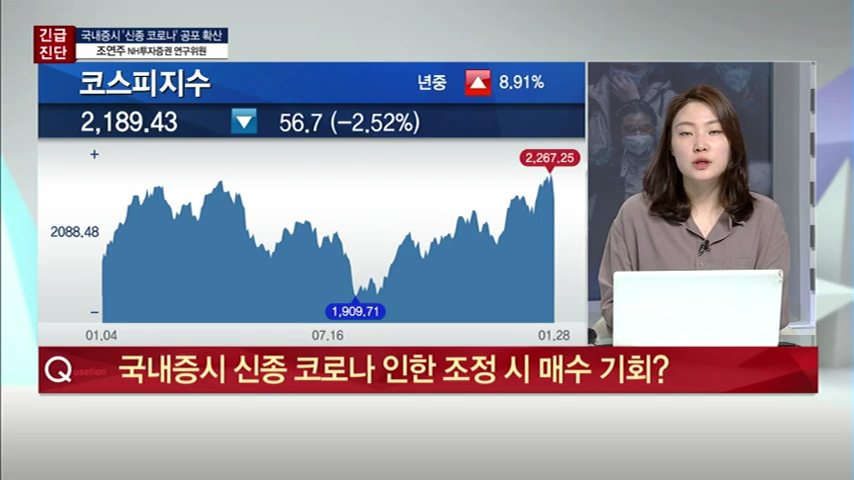 긴급
진단
국내증시 '신종 코로나' 공포 확산
조연주 NH투자증권 연구위원
코스피지수
년중 ▲ 8.91%
2,189.43 ▼ 56.7 (-2.52%)
+
2,267.25
2088.48
1,909.71
−
01.04 07.16 01.28
Qusetion 국내증시 신종 코로나 인한 조정 시 매수 기회?